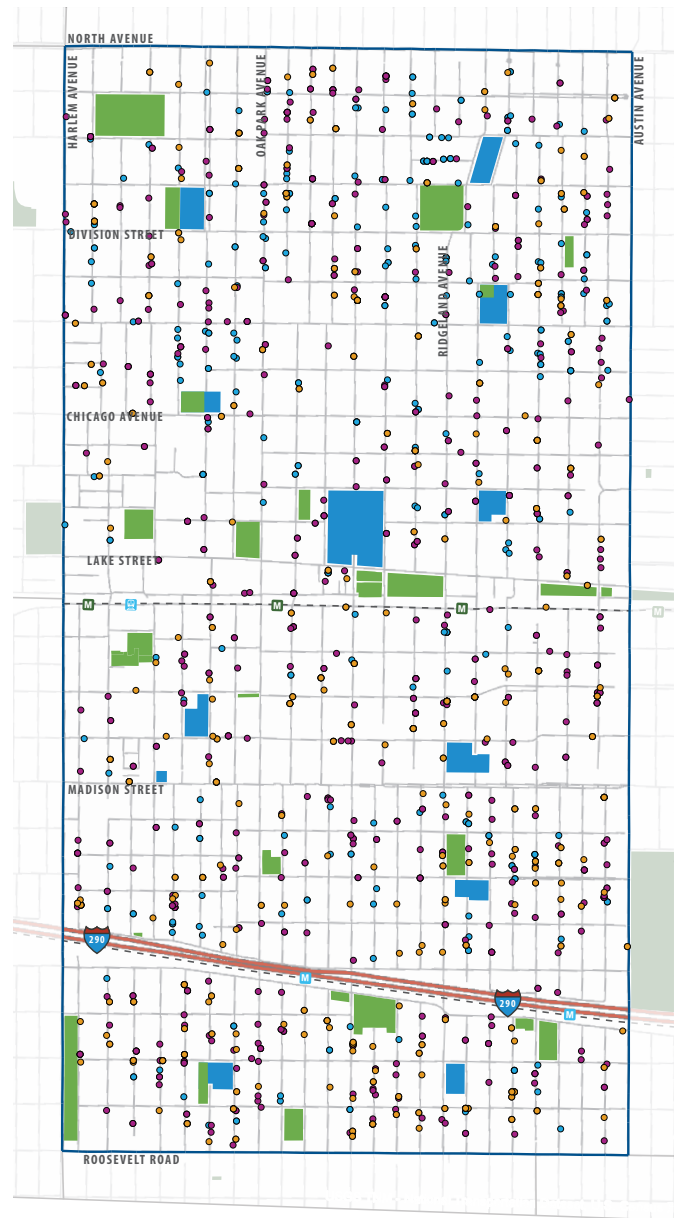 NORTH AVENUE
HARLEM AVENUE
OAK PARK AVENUE
AUSTIN AVENUE
DIVISION STREET
RIDGELAND AVENUE
CHICAGO AVENUE
LAKE STREET
M
M
M
M
MADISON STREET
290
M
290
M
ROOSEVELT ROAD